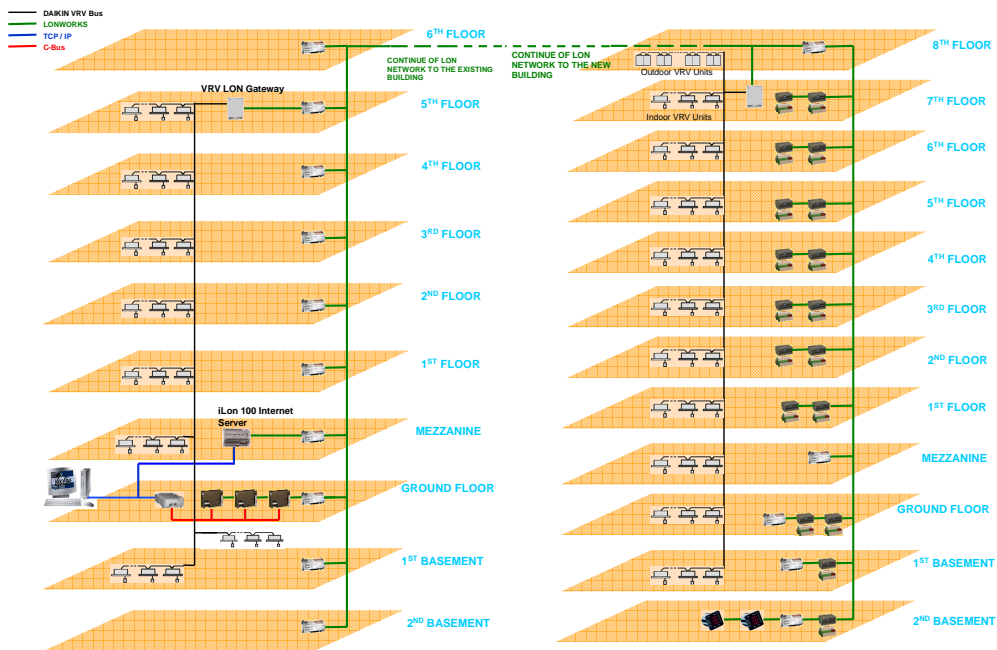 DAIKIN VRV Bus
LONWORKS
TCP / IP
C-Bus
6TH FLOOR
CONTINUE OF LON
NETWORK TO THE EXISTING
BUILDING
CONTINUE OF LON
NETWORK TO THE NEW
BUILDING
8TH FLOOR
Outdoor VRV Units
VRV LON Gateway
5TH FLOOR
7TH FLOOR
Indoor VRV Units
4TH FLOOR
6TH FLOOR
3RD FLOOR
5TH FLOOR
4TH FLOOR
2ND FLOOR
3RD FLOOR
1ST FLOOR
2ND FLOOR
iLon 100 Internet
Server
1ST FLOOR
MEZZANINE
MEZZANINE
GROUND FLOOR
GROUND FLOOR
1ST BASEMENT
1ST BASEMENT
2ND BASEMENT
2ND BASEMENT